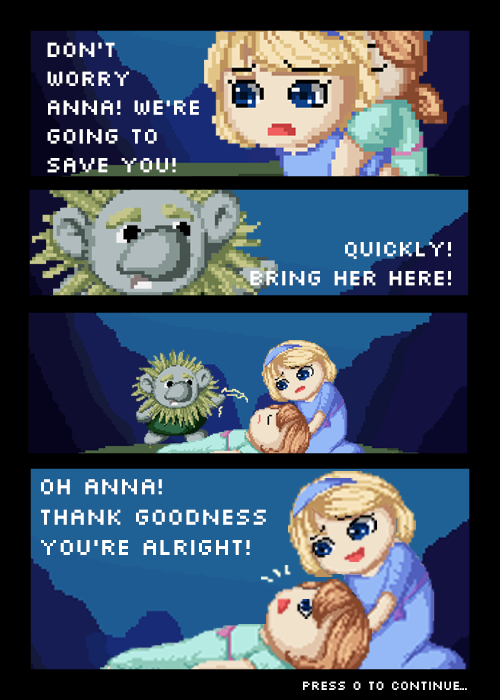 DON'T
WORRY
ANNA! WE'RE
GOING TO
SAVE YOU!
QUICKLY!
BRING HER HERE!
OH ANNA!
THANK GOODNESS
YOU'RE ALRIGHT!
PRESS O TO CONTINUE...